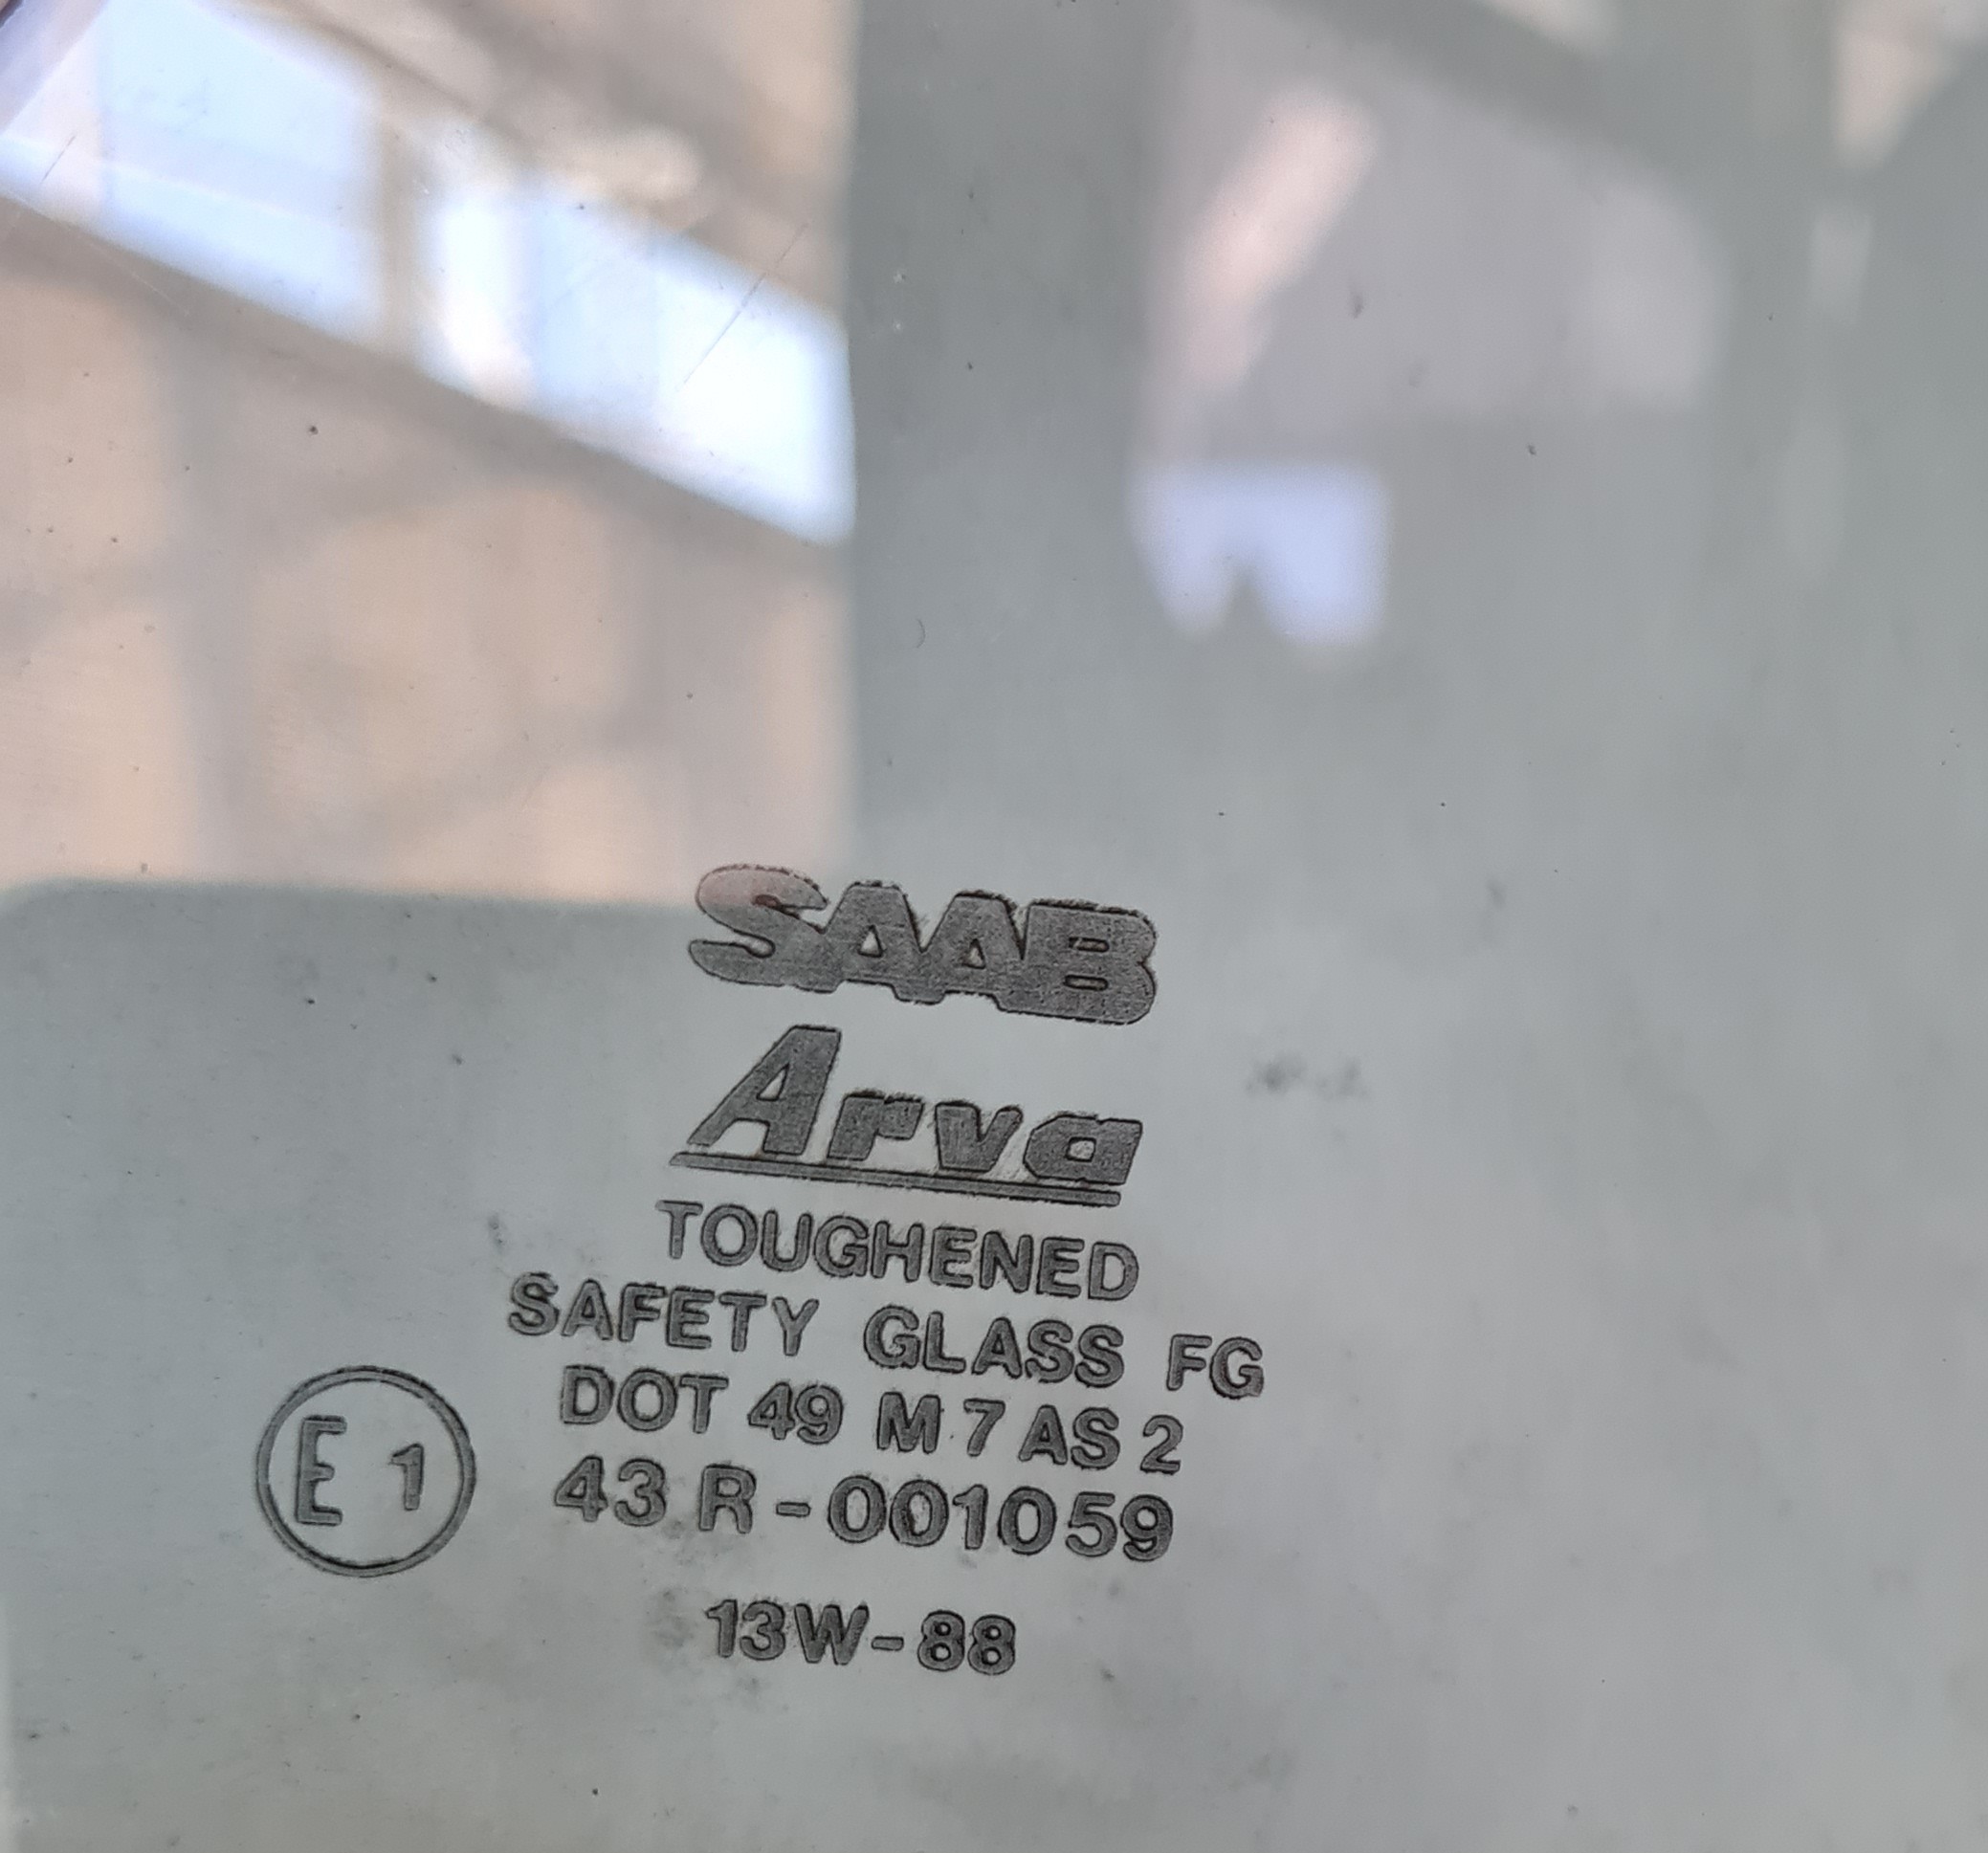 SAAB
Arva
TOUGHENED
SAFETY GLASS FG
DOT 49 M 7 AS 2
E 1
43 R-001059
13W-88